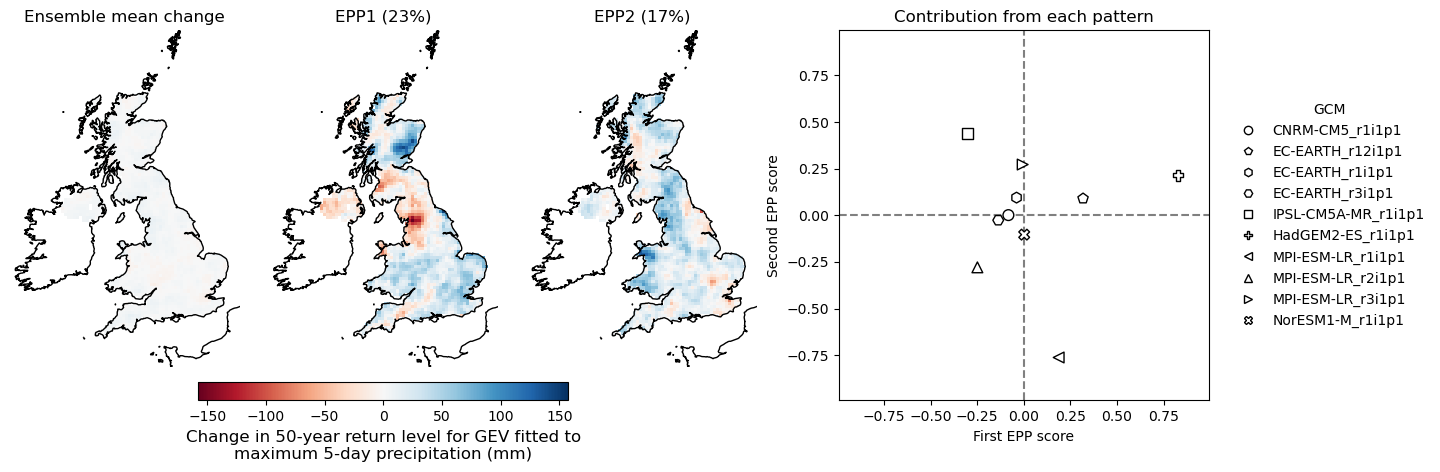 Ensemble mean change
EPP1 (23%)
EPP2 (17%)
Contribution from each pattern
−150
−100
−50
0
50
100
150
Change in 50-year return level for GEV fitted to
maximum 5-day precipitation (mm)
Second EPP score
0.75
0.50
0.25
0.00
−0.25
−0.50
−0.75
−0.75
−0.50
−0.25
0.00
0.25
0.50
0.75
First EPP score
GCM
CNRM-CM5_r1i1p1
EC-EARTH_r12i1p1
EC-EARTH_r1i1p1
EC-EARTH_r3i1p1
IPSL-CM5A-MR_r1i1p1
HadGEM2-ES_r1i1p1
MPI-ESM-LR_r1i1p1
MPI-ESM-LR_r2i1p1
MPI-ESM-LR_r3i1p1
NorESM1-M_r1i1p1